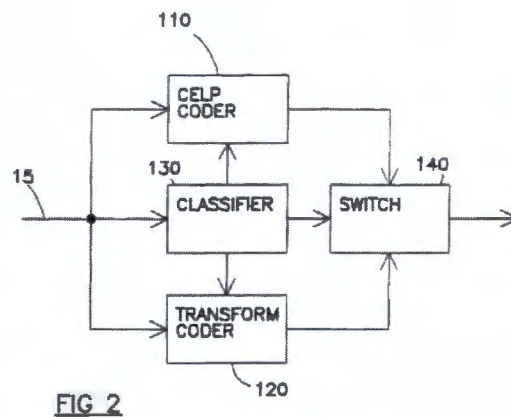 110
CELP
CODER
15
130
CLASSIFIER
140
SWITCH
TRANSFORM
CODER
120
FIG 2